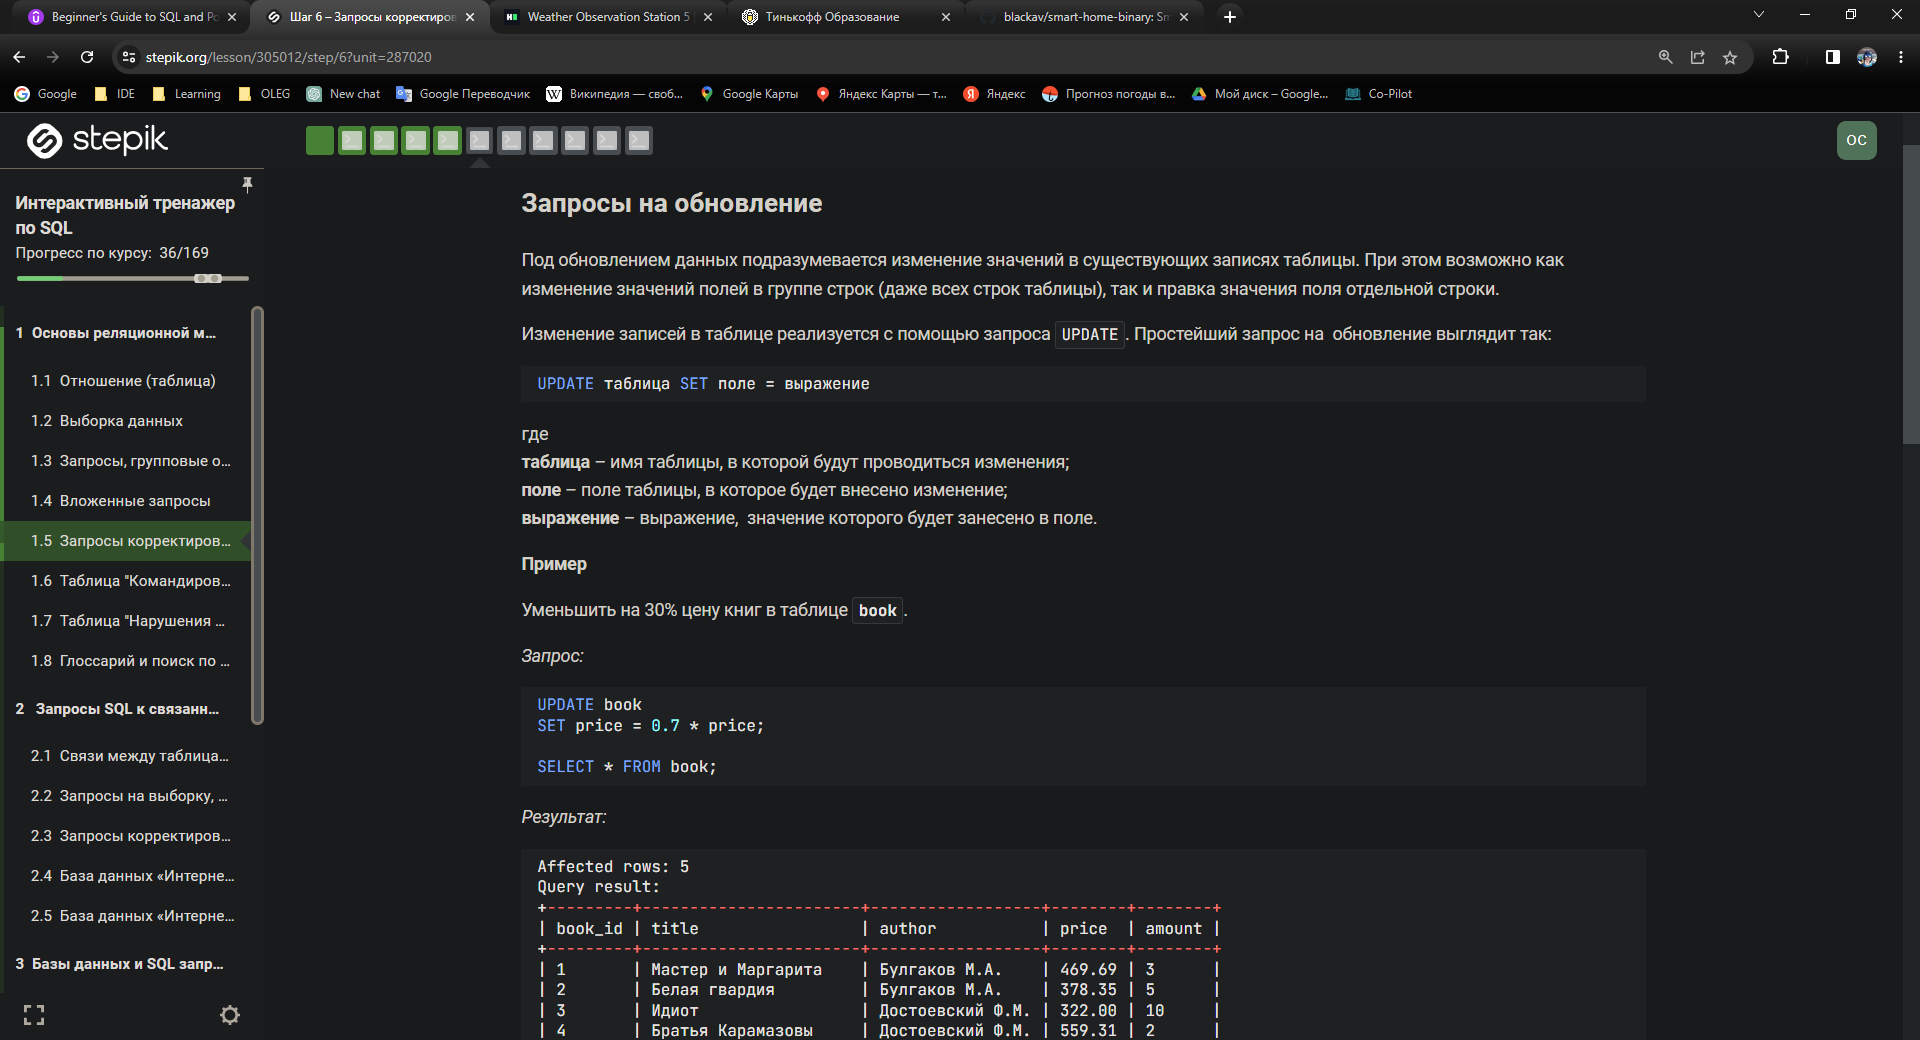 Beginner's Guide to SQL and Po
Шаг 6 – Запросы корректиров
Weather Observation Station 5
Тинькофф Образование
blackav/smart-home-binary: Sm
stepik.org/lesson/305012/step/6?unit=287020
Google
IDE
Learning
OLEG
New chat
Google Переводчик
Википедия — своб...
Google Карты
Яндекс Карты — т...
Яндекс
Прогноз погоды в...
Мой диск – Google...
Co-Pilot
stepik
OC
Интерактивный тренажер
по SQL
Прогресс по курсу: 36/169
1 Основы реляционной м...
1.1 Отношение (таблица)
1.2 Выборка данных
1.3 Запросы, групповые о...
1.4 Вложенные запросы
1.5 Запросы корректиров...
1.6 Таблица "Командиров...
1.7 Таблица "Нарушения ...
1.8 Глоссарий и поиск по ...
2 Запросы SQL к связанн...
2.1 Связи между таблица...
2.2 Запросы на выборку, ...
2.3 Запросы корректиров...
2.4 База данных «Интерне...
2.5 База данных «Интерне...
3 Базы данных и SQL запр...
Запросы на обновление
Под обновлением данных подразумевается изменение значений в существующих записях таблицы. При этом возможно как
изменение значений полей в группе строк (даже всех строк таблицы), так и правка значения поля отдельной строки.
Изменение записей в таблице реализуется с помощью запроса UPDATE. Простейший запрос на обновление выглядит так:
UPDATE таблица SET поле = выражение
где
таблица – имя таблицы, в которой будут проводиться изменения;
поле – поле таблицы, в которое будет внесено изменение;
выражение – выражение, значение которого будет занесено в поле.
Пример
Уменьшить на 30% цену книг в таблице book.
Запрос:
UPDATE book
SET price = 0.7 * price;
SELECT * FROM book;
Результат:
Affected rows: 5
Query result:
+---------+-----------------------+------------------+--------+--------+
| book_id | title | author | price | amount |
+---------+-----------------------+------------------+--------+--------+
| 1 | Мастер и Маргарита | Булгаков М.А. | 469.69 | 3 |
| 2 | Белая гвардия | Булгаков М.А. | 378.35 | 5 |
| 3 | Идиот | Достоевский Ф.М. | 322.00 | 10 |
| 4 | Братья Карамазовы | Достоевский Ф.М. | 559.31 | 2 |